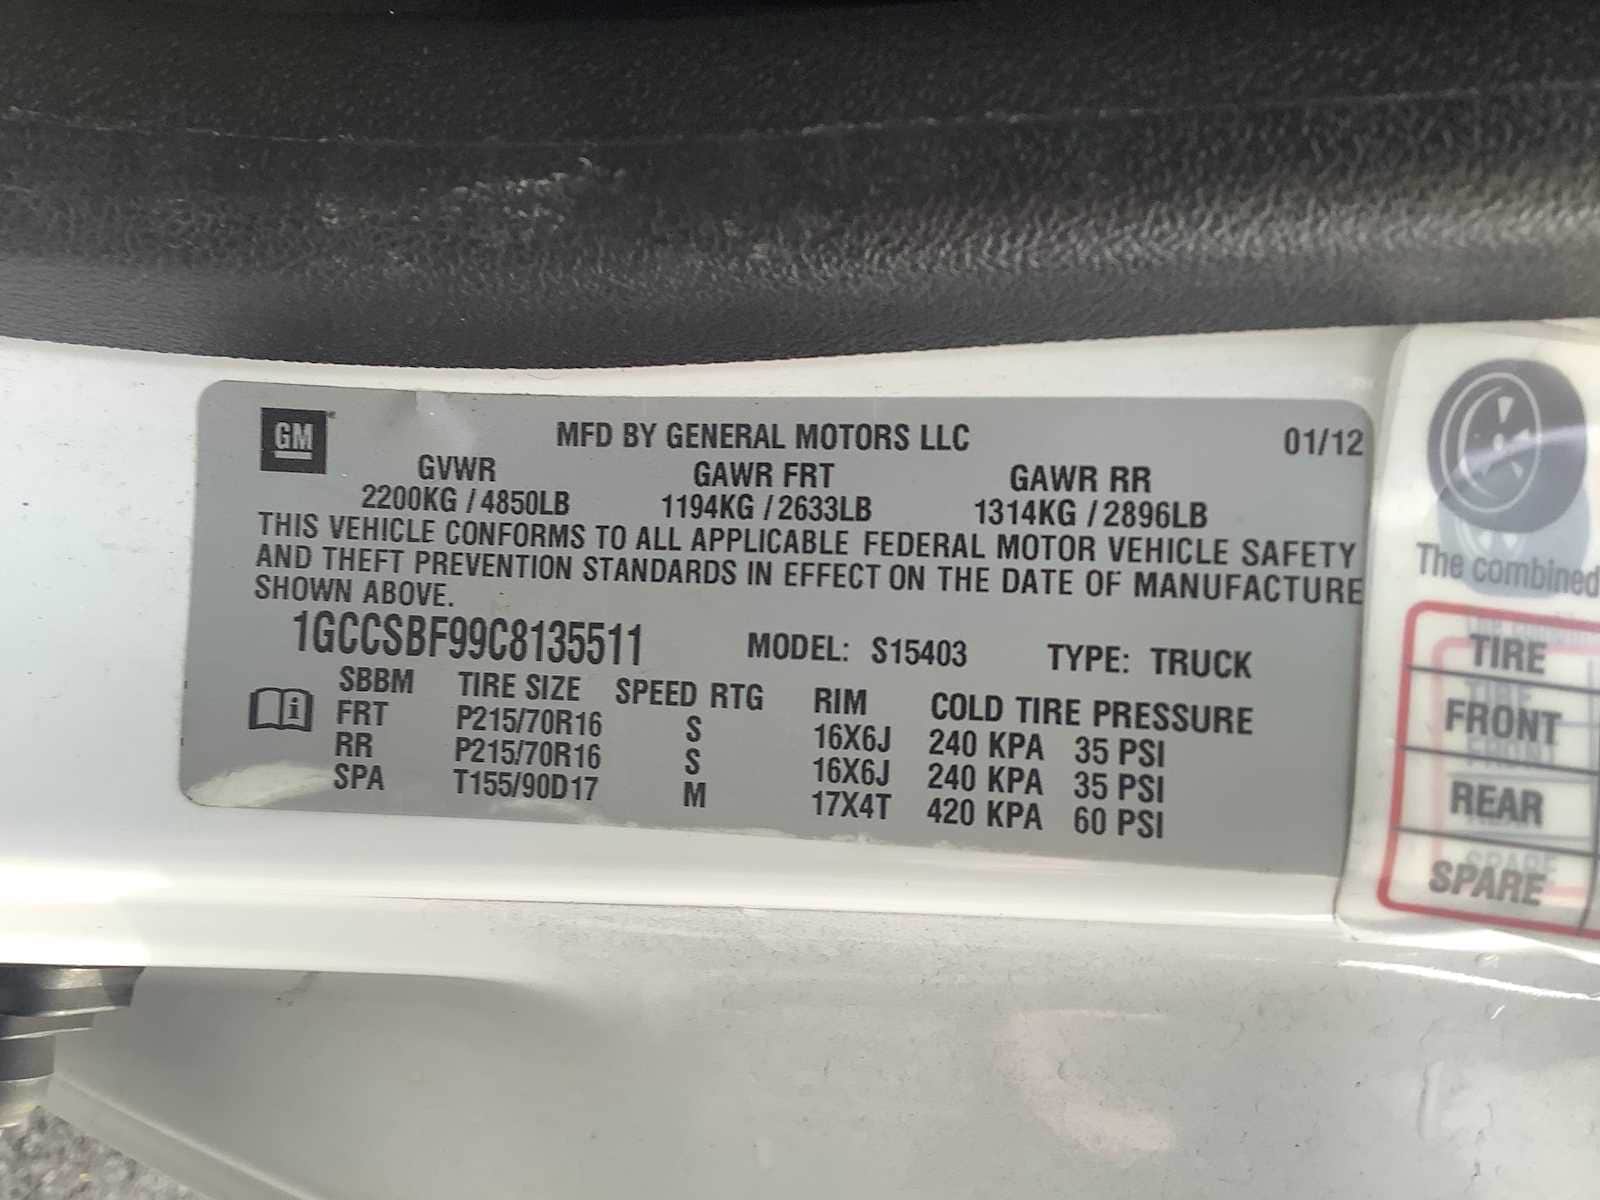 GM
MFD BY GENERAL MOTORS LLC 01/12
GVWR GAWR FRT GAWR RR
2200KG / 4850LB 1194KG / 2633LB 1314KG / 2896LB
THIS VEHICLE CONFORMS TO ALL APPLICABLE FEDERAL MOTOR VEHICLE SAFETY
AND THEFT PREVENTION STANDARDS IN EFFECT ON THE DATE OF MANUFACTURE
SHOWN ABOVE.
1GCCSBF99C8135511 MODEL: S15403 TYPE: TRUCK
SBBM TIRE SIZE SPEED RTG RIM COLD TIRE PRESSURE
FRT P215/70R16 S 16X6J 240 KPA 35 PSI
RR P215/70R16 S 16X6J 240 KPA 35 PSI
SPA T155/90D17 M 17X4T 420 KPA 60 PSI
The combined
TIRE
FRONT
REAR
SPARE